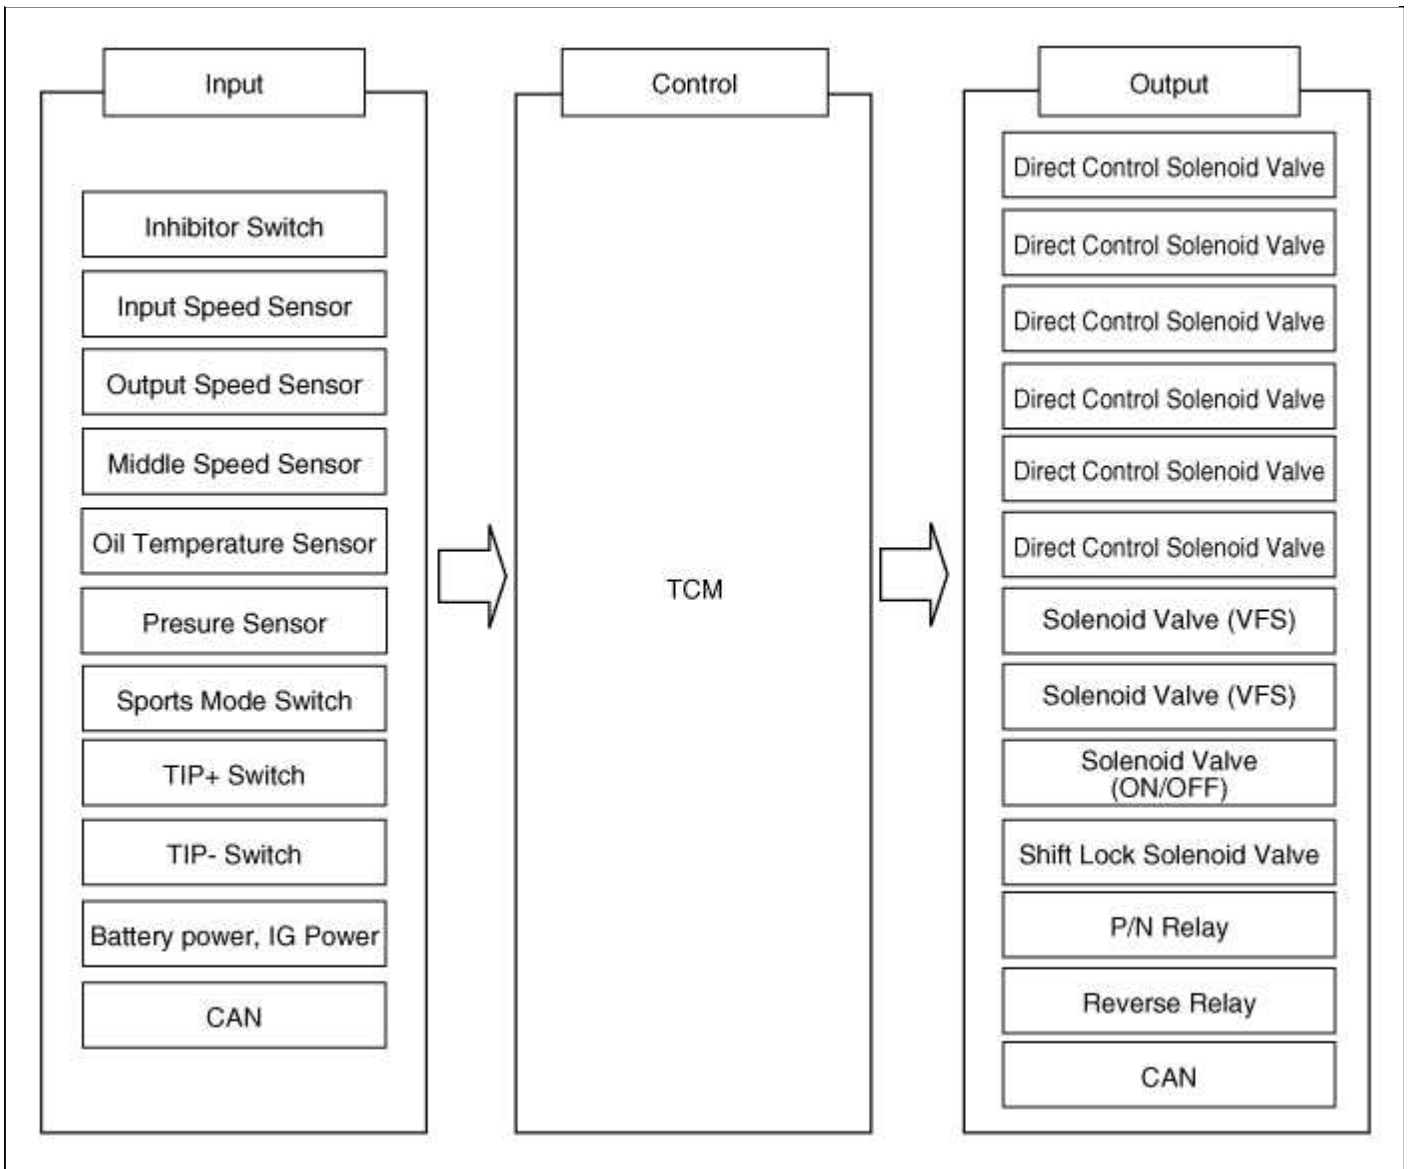 Input
Inhibitor Switch
Input Speed Sensor
Output Speed Sensor
Middle Speed Sensor
Oil Temperature Sensor
Presure Sensor
Sports Mode Switch
TIP+ Switch
TIP- Switch
Battery power, IG Power
CAN
Control
TCM
Output
Direct Control Solenoid Valve
Direct Control Solenoid Valve
Direct Control Solenoid Valve
Direct Control Solenoid Valve
Direct Control Solenoid Valve
Direct Control Solenoid Valve
Solenoid Valve (VFS)
Solenoid Valve (VFS)
Solenoid Valve
(ON/OFF)
Shift Lock Solenoid Valve
P/N Relay
Reverse Relay
CAN